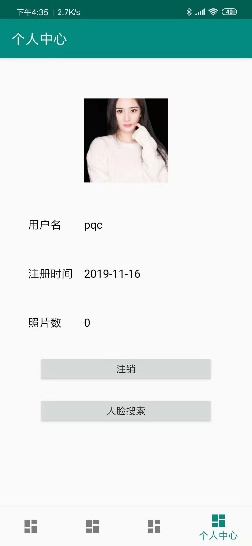 下午4:35 2.7K/s
个人中心
用户名 pqc
注册时间 2019-11-16
照片数 0
注销
人脸搜索
个人中心